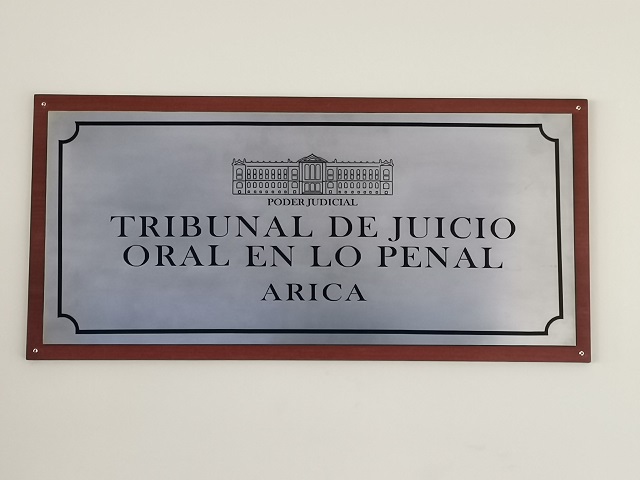 PODER JUDICIAL
TRIBUNAL DE JUICIO
ORAL EN LO PENAL
ARICA